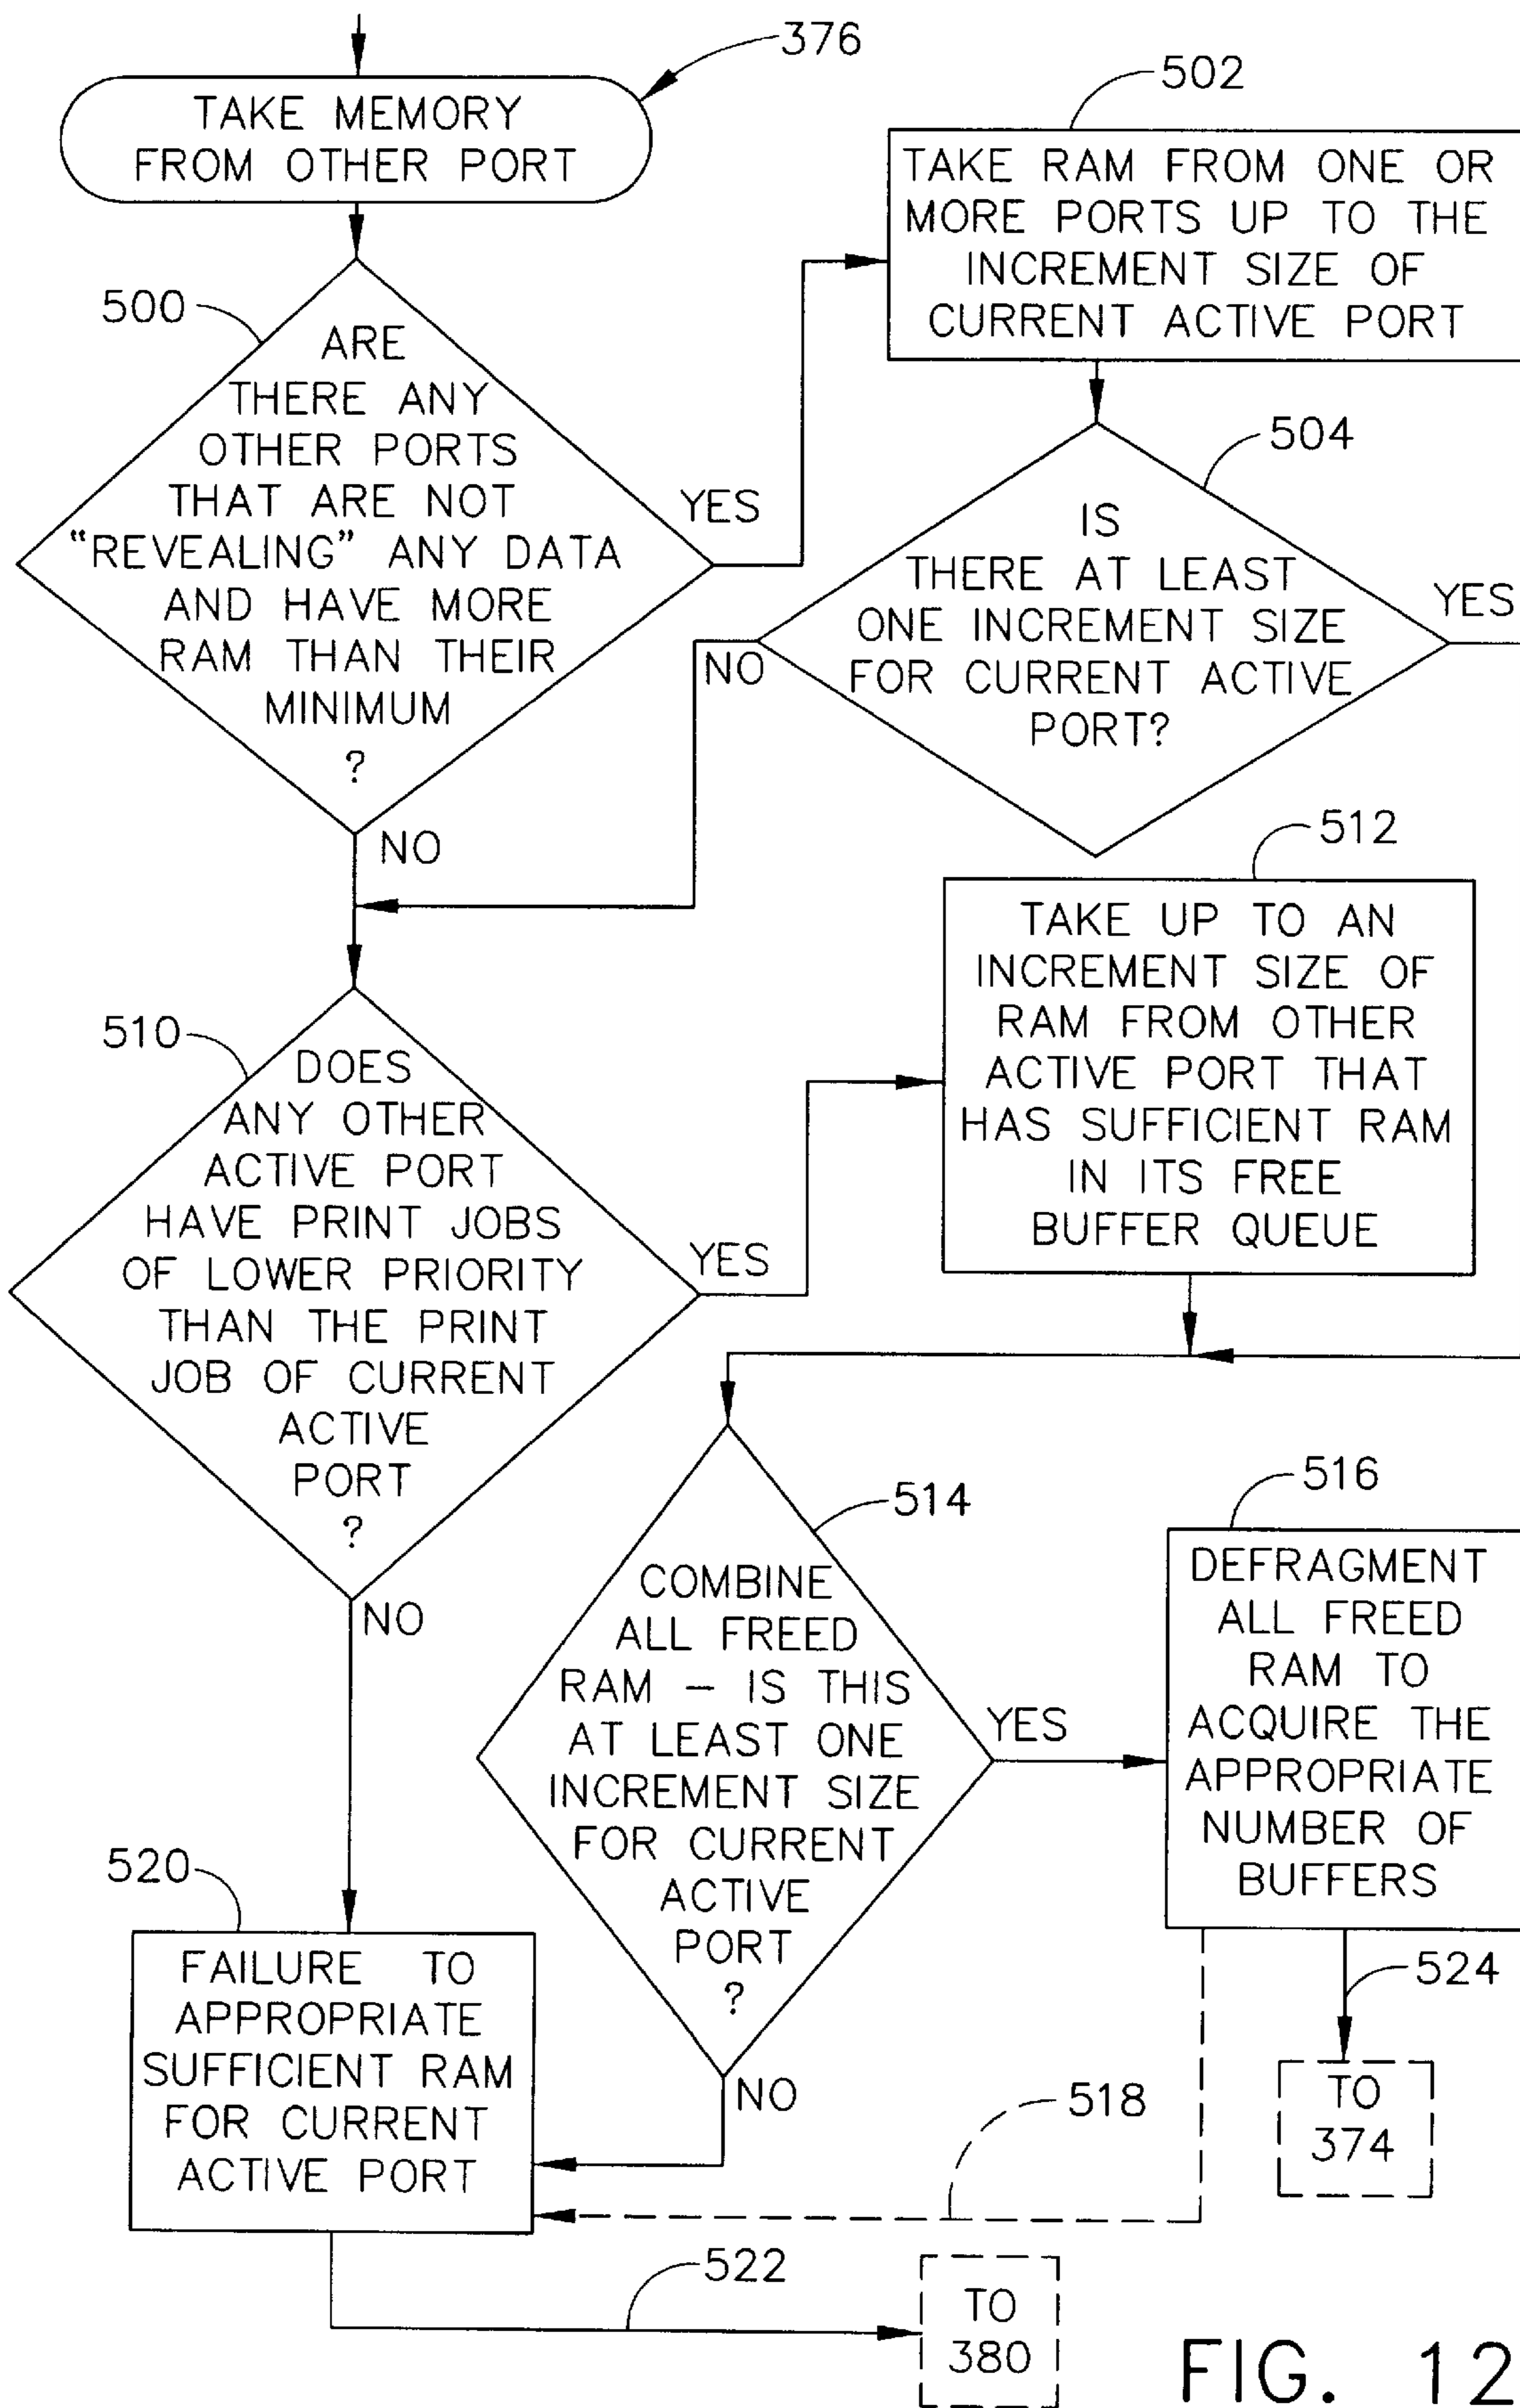 376
TAKE MEMORY
FROM OTHER PORT
502
TAKE RAM FROM ONE OR
MORE PORTS UP TO THE
INCREMENT SIZE OF
CURRENT ACTIVE PORT
500
ARE
THERE ANY
OTHER PORTS
THAT ARE NOT
“REVEALING” ANY DATA
AND HAVE MORE
RAM THAN THEIR
MINIMUM
?
YES
NO
504
IS
THERE AT LEAST
ONE INCREMENT SIZE
FOR CURRENT ACTIVE
PORT?
YES
NO
510
DOES
ANY OTHER
ACTIVE PORT
HAVE PRINT JOBS
OF LOWER PRIORITY
THAN THE PRINT
JOB OF CURRENT
ACTIVE
PORT
?
YES
NO
512
TAKE UP TO AN
INCREMENT SIZE OF
RAM FROM OTHER
ACTIVE PORT THAT
HAS SUFFICIENT RAM
IN ITS FREE
BUFFER QUEUE
514
COMBINE
ALL FREED
RAM – IS THIS
AT LEAST ONE
INCREMENT SIZE
FOR CURRENT
ACTIVE
PORT
?
YES
NO
516
DEFRAGMENT
ALL FREED
RAM TO
ACQUIRE THE
APPROPRIATE
NUMBER OF
BUFFERS
520
FAILURE TO
APPROPRIATE
SUFFICIENT RAM
FOR CURRENT
ACTIVE PORT
518
524
TO
374
522
TO
380
FIG. 12